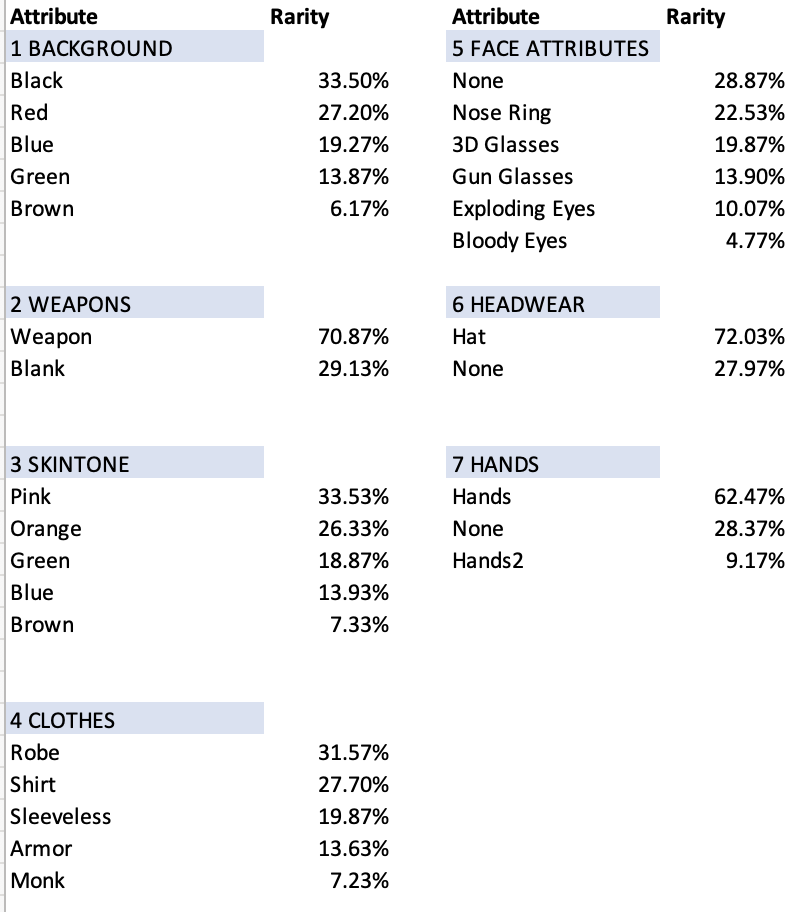 Attribute Rarity Attribute Rarity
1 BACKGROUND 5 FACE ATTRIBUTES
Black 33.50% None 28.87%
Red 27.20% Nose Ring 22.53%
Blue 19.27% 3D Glasses 19.87%
Green 13.87% Gun Glasses 13.90%
Brown 6.17% Exploding Eyes 10.07%
Bloody Eyes 4.77%
2 WEAPONS 6 HEADWEAR
Weapon 70.87% Hat 72.03%
Blank 29.13% None 27.97%
3 SKINTONE 7 HANDS
Pink 33.53% Hands 62.47%
Orange 26.33% None 28.37%
Green 18.87% Hands2 9.17%
Blue 13.93%
Brown 7.33%
4 CLOTHES
Robe 31.57%
Shirt 27.70%
Sleeveless 19.87%
Armor 13.63%
Monk 7.23%